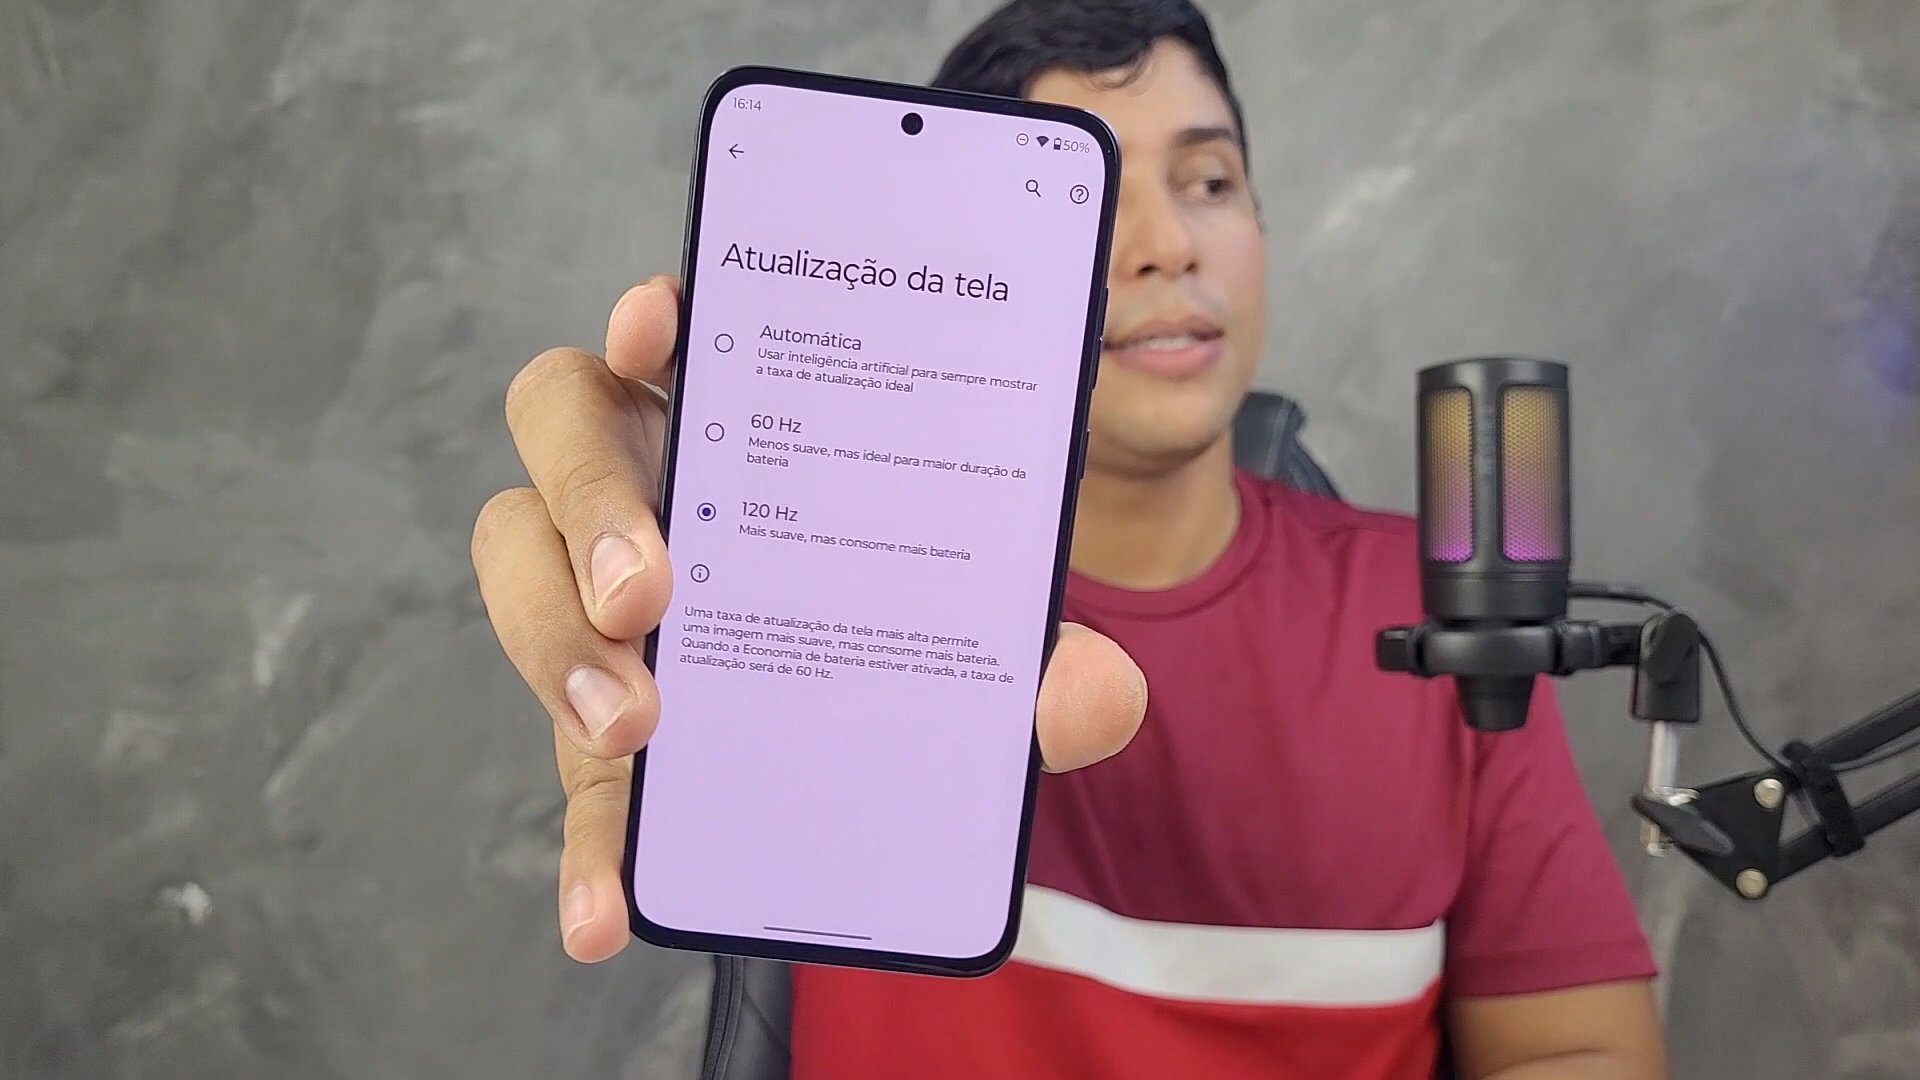 16:14
50%
Atualização da tela
Automática
Usar inteligência artificial para sempre mostrar
a taxa de atualização ideal
60 Hz
Menos suave, mas ideal para maior duração da
bateria
120 Hz
Mais suave, mas consome mais bateria
Uma taxa de atualização da tela mais alta permite
uma imagem mais suave, mas consome mais bateria.
Quando a Economia de bateria estiver ativada, a taxa de
atualização será de 60 Hz.